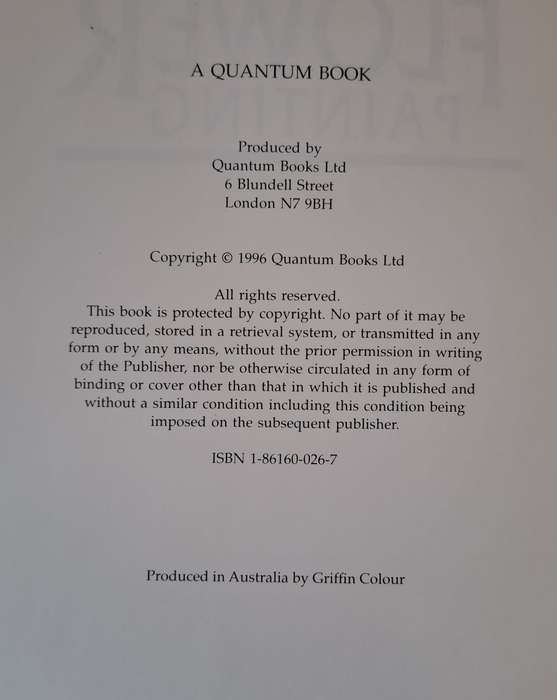 A QUANTUM BOOK
Produced by
Quantum Books Ltd
6 Blundell Street
London N7 9BH
Copyright © 1996 Quantum Books Ltd
All rights reserved.
This book is protected by copyright. No part of it may be
reproduced, stored in a retrieval system, or transmitted in any
form or by any means, without the prior permission in writing
of the Publisher, nor be otherwise circulated in any form of
binding or cover other than that in which it is published and
without a similar condition including this condition being
imposed on the subsequent publisher.
ISBN 1-86160-026-7
Produced in Australia by Griffin Colour